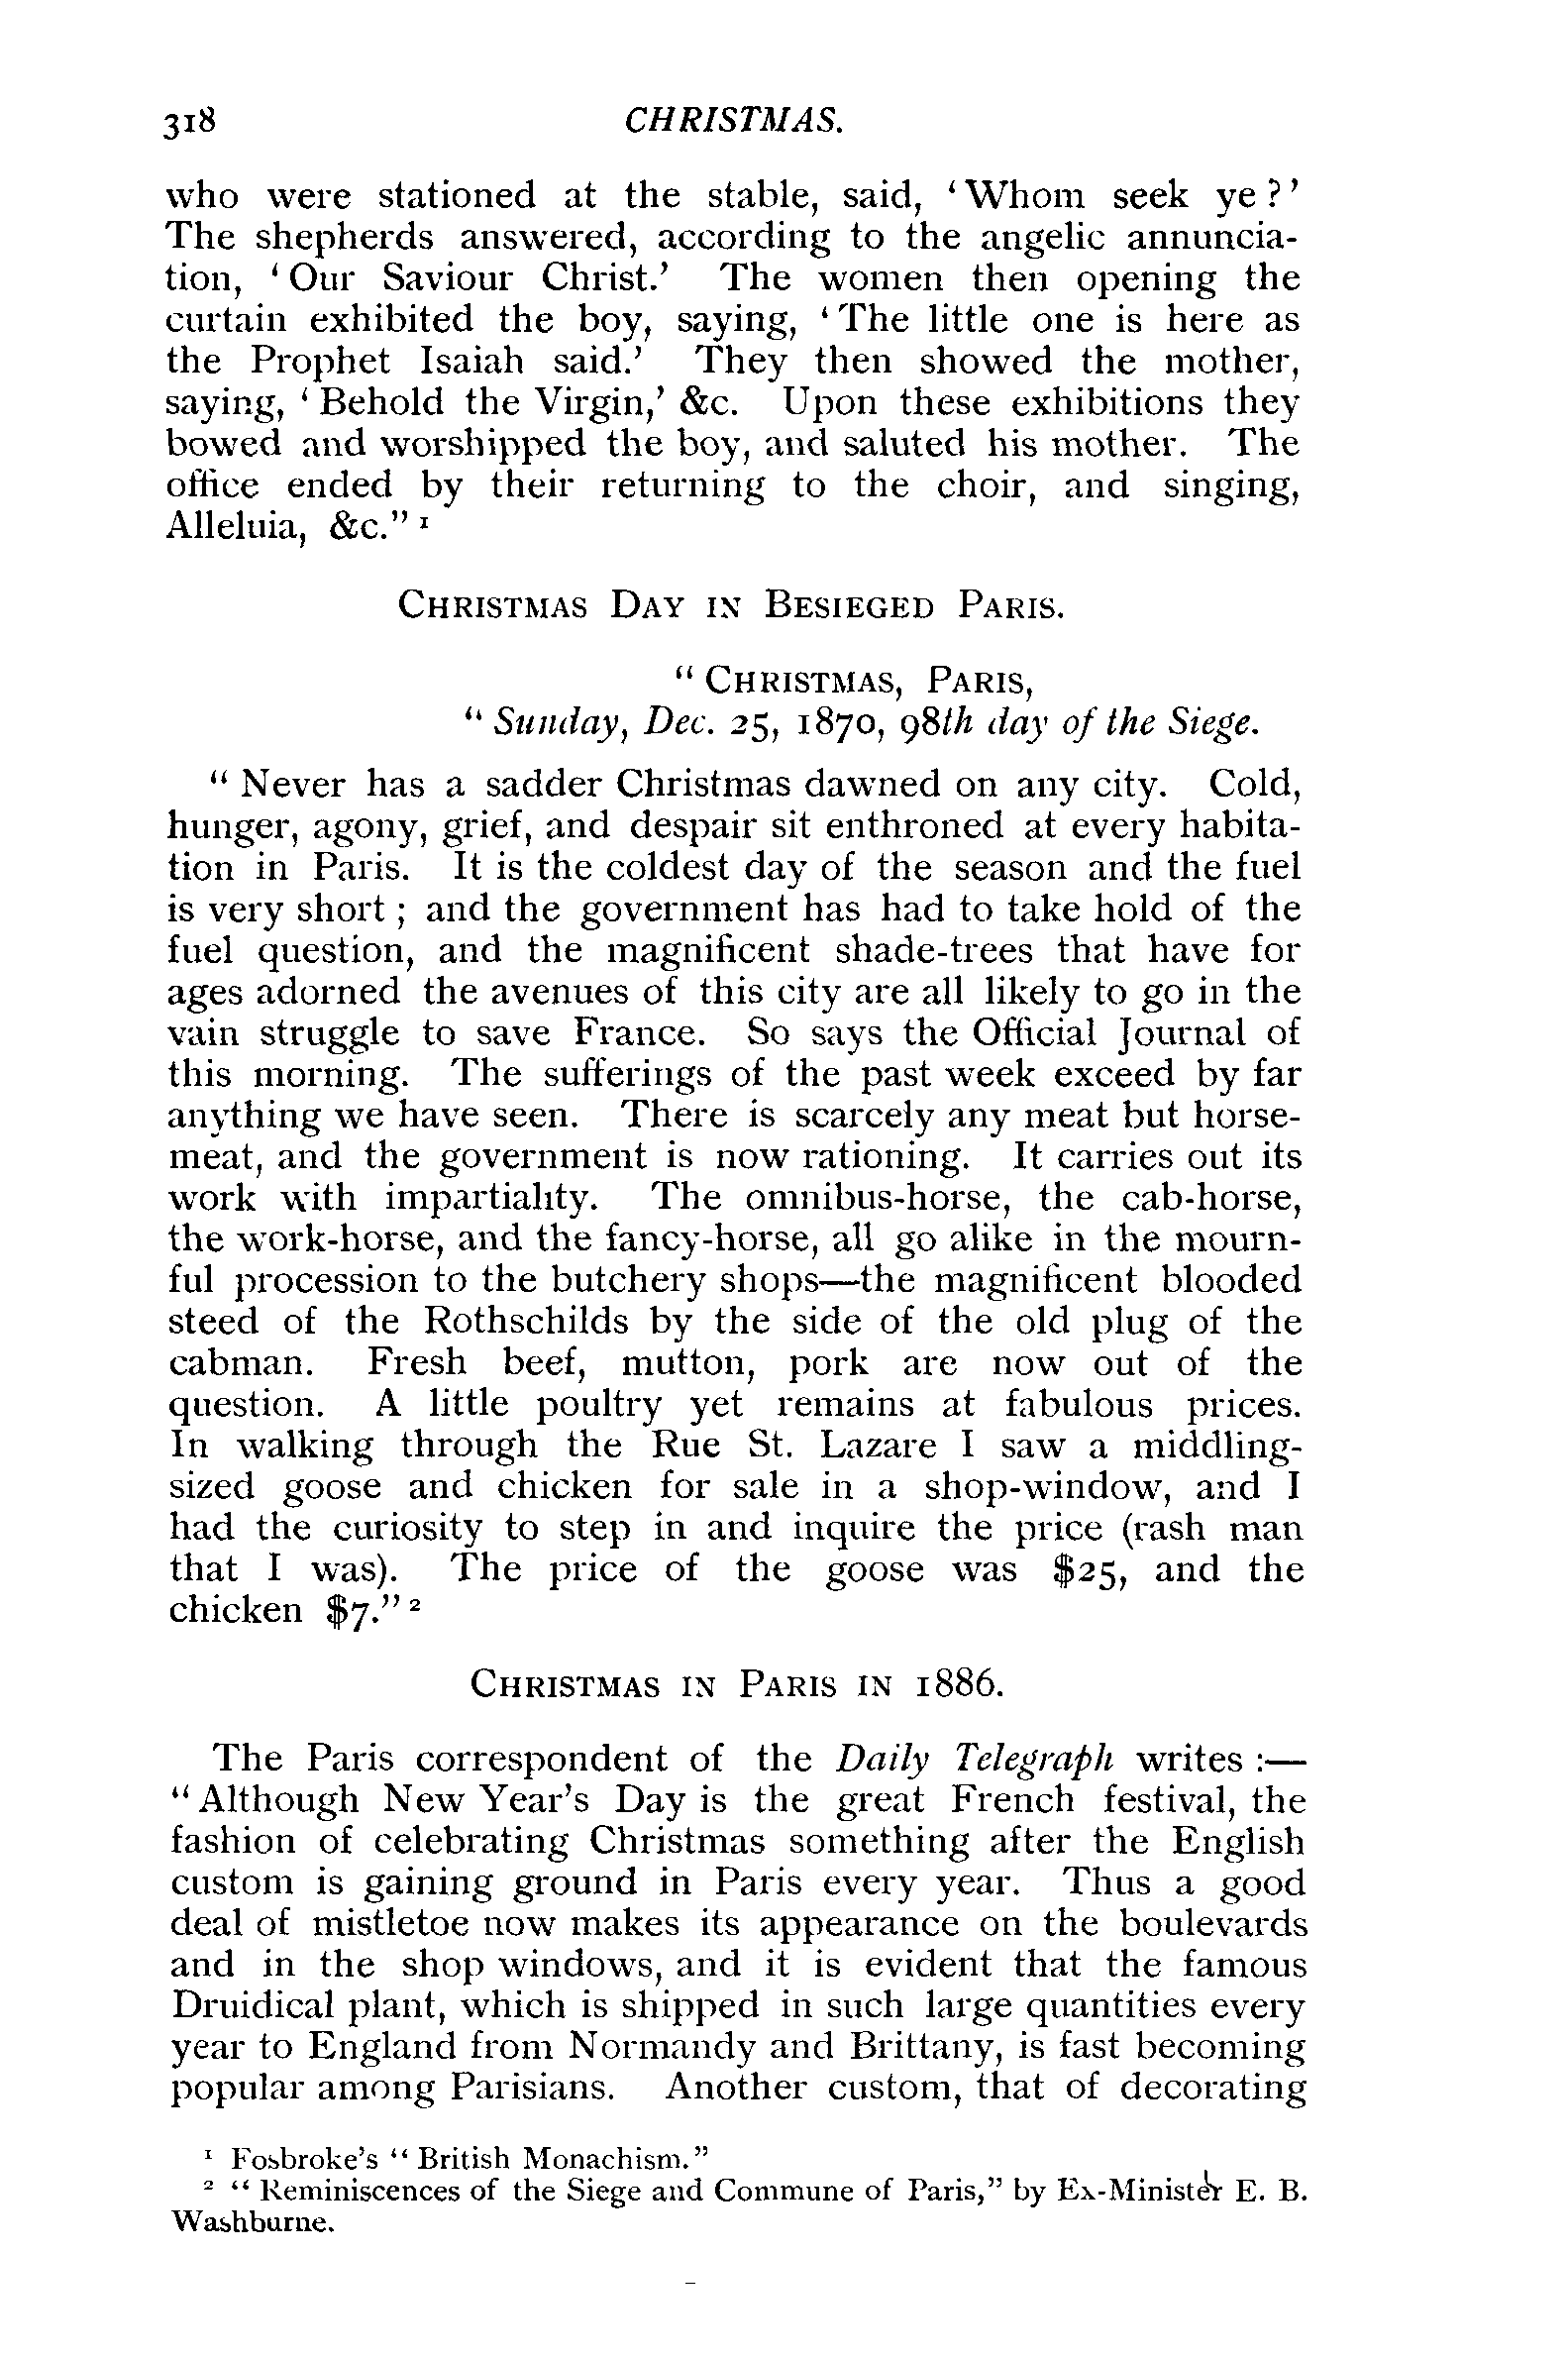 318 CHRISTMAS.
who were stationed at the stable, said, ‘Whom seek ye?’
The shepherds answered, according to the angelic annuncia-
tion, ‘Our Saviour Christ.’ The women then opening the
curtain exhibited the boy, saying, ‘The little one is here as
the Prophet Isaiah said.’ They then showed the mother,
saying, ‘Behold the Virgin,’ &c. Upon these exhibitions they
bowed and worshipped the boy, and saluted his mother. The
office ended by their returning to the choir, and singing,
Alleluia, &c.” ¹
CHRISTMAS DAY IN BESIEGED PARIS.
“CHRISTMAS, PARIS,
“Sunday, Dec. 25, 1870, 98th day of the Siege.
“Never has a sadder Christmas dawned on any city. Cold,
hunger, agony, grief, and despair sit enthroned at every habita-
tion in Paris. It is the coldest day of the season and the fuel
is very short; and the government has had to take hold of the
fuel question, and the magnificent shade-trees that have for
ages adorned the avenues of this city are all likely to go in the
vain struggle to save France. So says the Official Journal of
this morning. The sufferings of the past week exceed by far
anything we have seen. There is scarcely any meat but horse-
meat, and the government is now rationing. It carries out its
work with impartiality. The omnibus-horse, the cab-horse,
the work-horse, and the fancy-horse, all go alike in the mourn-
ful procession to the butchery shops—the magnificent blooded
steed of the Rothschilds by the side of the old plug of the
cabman. Fresh beef, mutton, pork are now out of the
question. A little poultry yet remains at fabulous prices.
In walking through the Rue St. Lazare I saw a middling-
sized goose and chicken for sale in a shop-window, and I
had the curiosity to step in and inquire the price (rash man
that I was). The price of the goose was $25, and the
chicken $7.” ²
CHRISTMAS IN PARIS IN 1886.
The Paris correspondent of the Daily Telegraph writes :—
“Although New Year’s Day is the great French festival, the
fashion of celebrating Christmas something after the English
custom is gaining ground in Paris every year. Thus a good
deal of mistletoe now makes its appearance on the boulevards
and in the shop windows, and it is evident that the famous
Druidical plant, which is shipped in such large quantities every
year to England from Normandy and Brittany, is fast becoming
popular among Parisians. Another custom, that of decorating
¹ Fosbroke’s “British Monachism.”
² “Reminiscences of the Siege and Commune of Paris,” by Ex-Minister E. B.
Washburne.